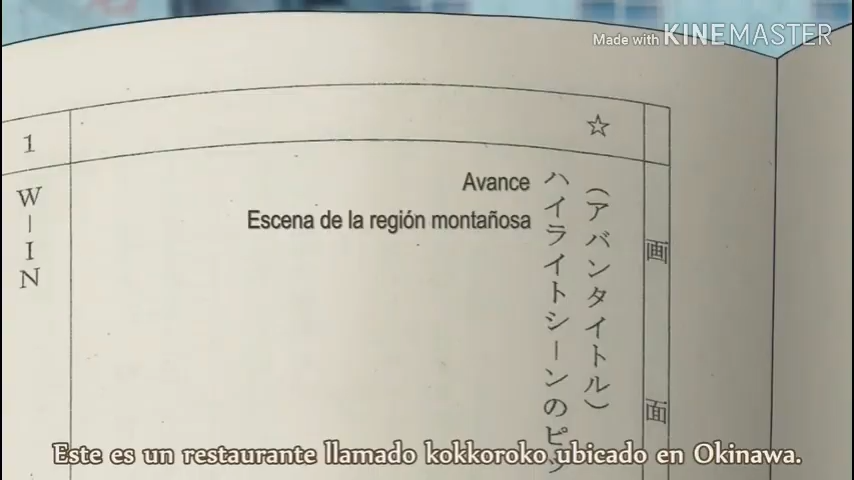 Made with KINEMASTER
画面
☆
(アバンタイトル)
ハイライトシーンのピッ
1
W-IN
Avance
Escena de la región montañosa
Este es un restaurante llamado kokkoroko ubicado en Okinawa.